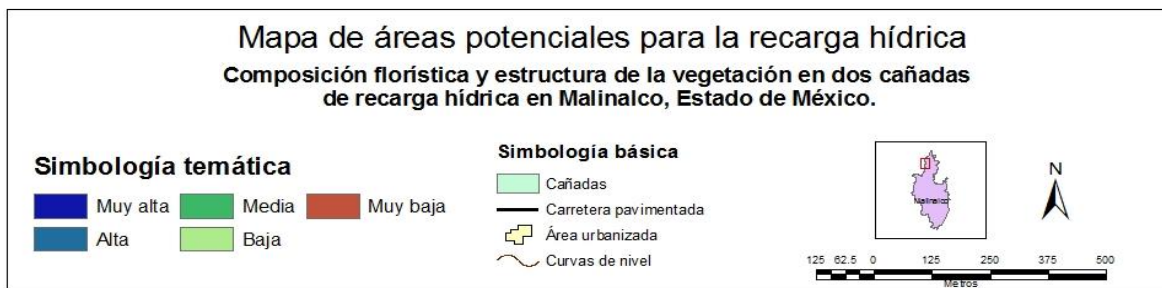 Mapa de áreas potenciales para la recarga hídrica
Composición florística y estructura de la vegetación en dos cañadas
de recarga hídrica en Malinalco, Estado de México.
Simbología temática
Muy alta
Media
Muy baja
Alta
Baja
Simbología básica
Cañadas
Carretera pavimentada
Área urbanizada
Curvas de nivel
Malinalco
N
125 62.5 0 125 250 375 500
Metros